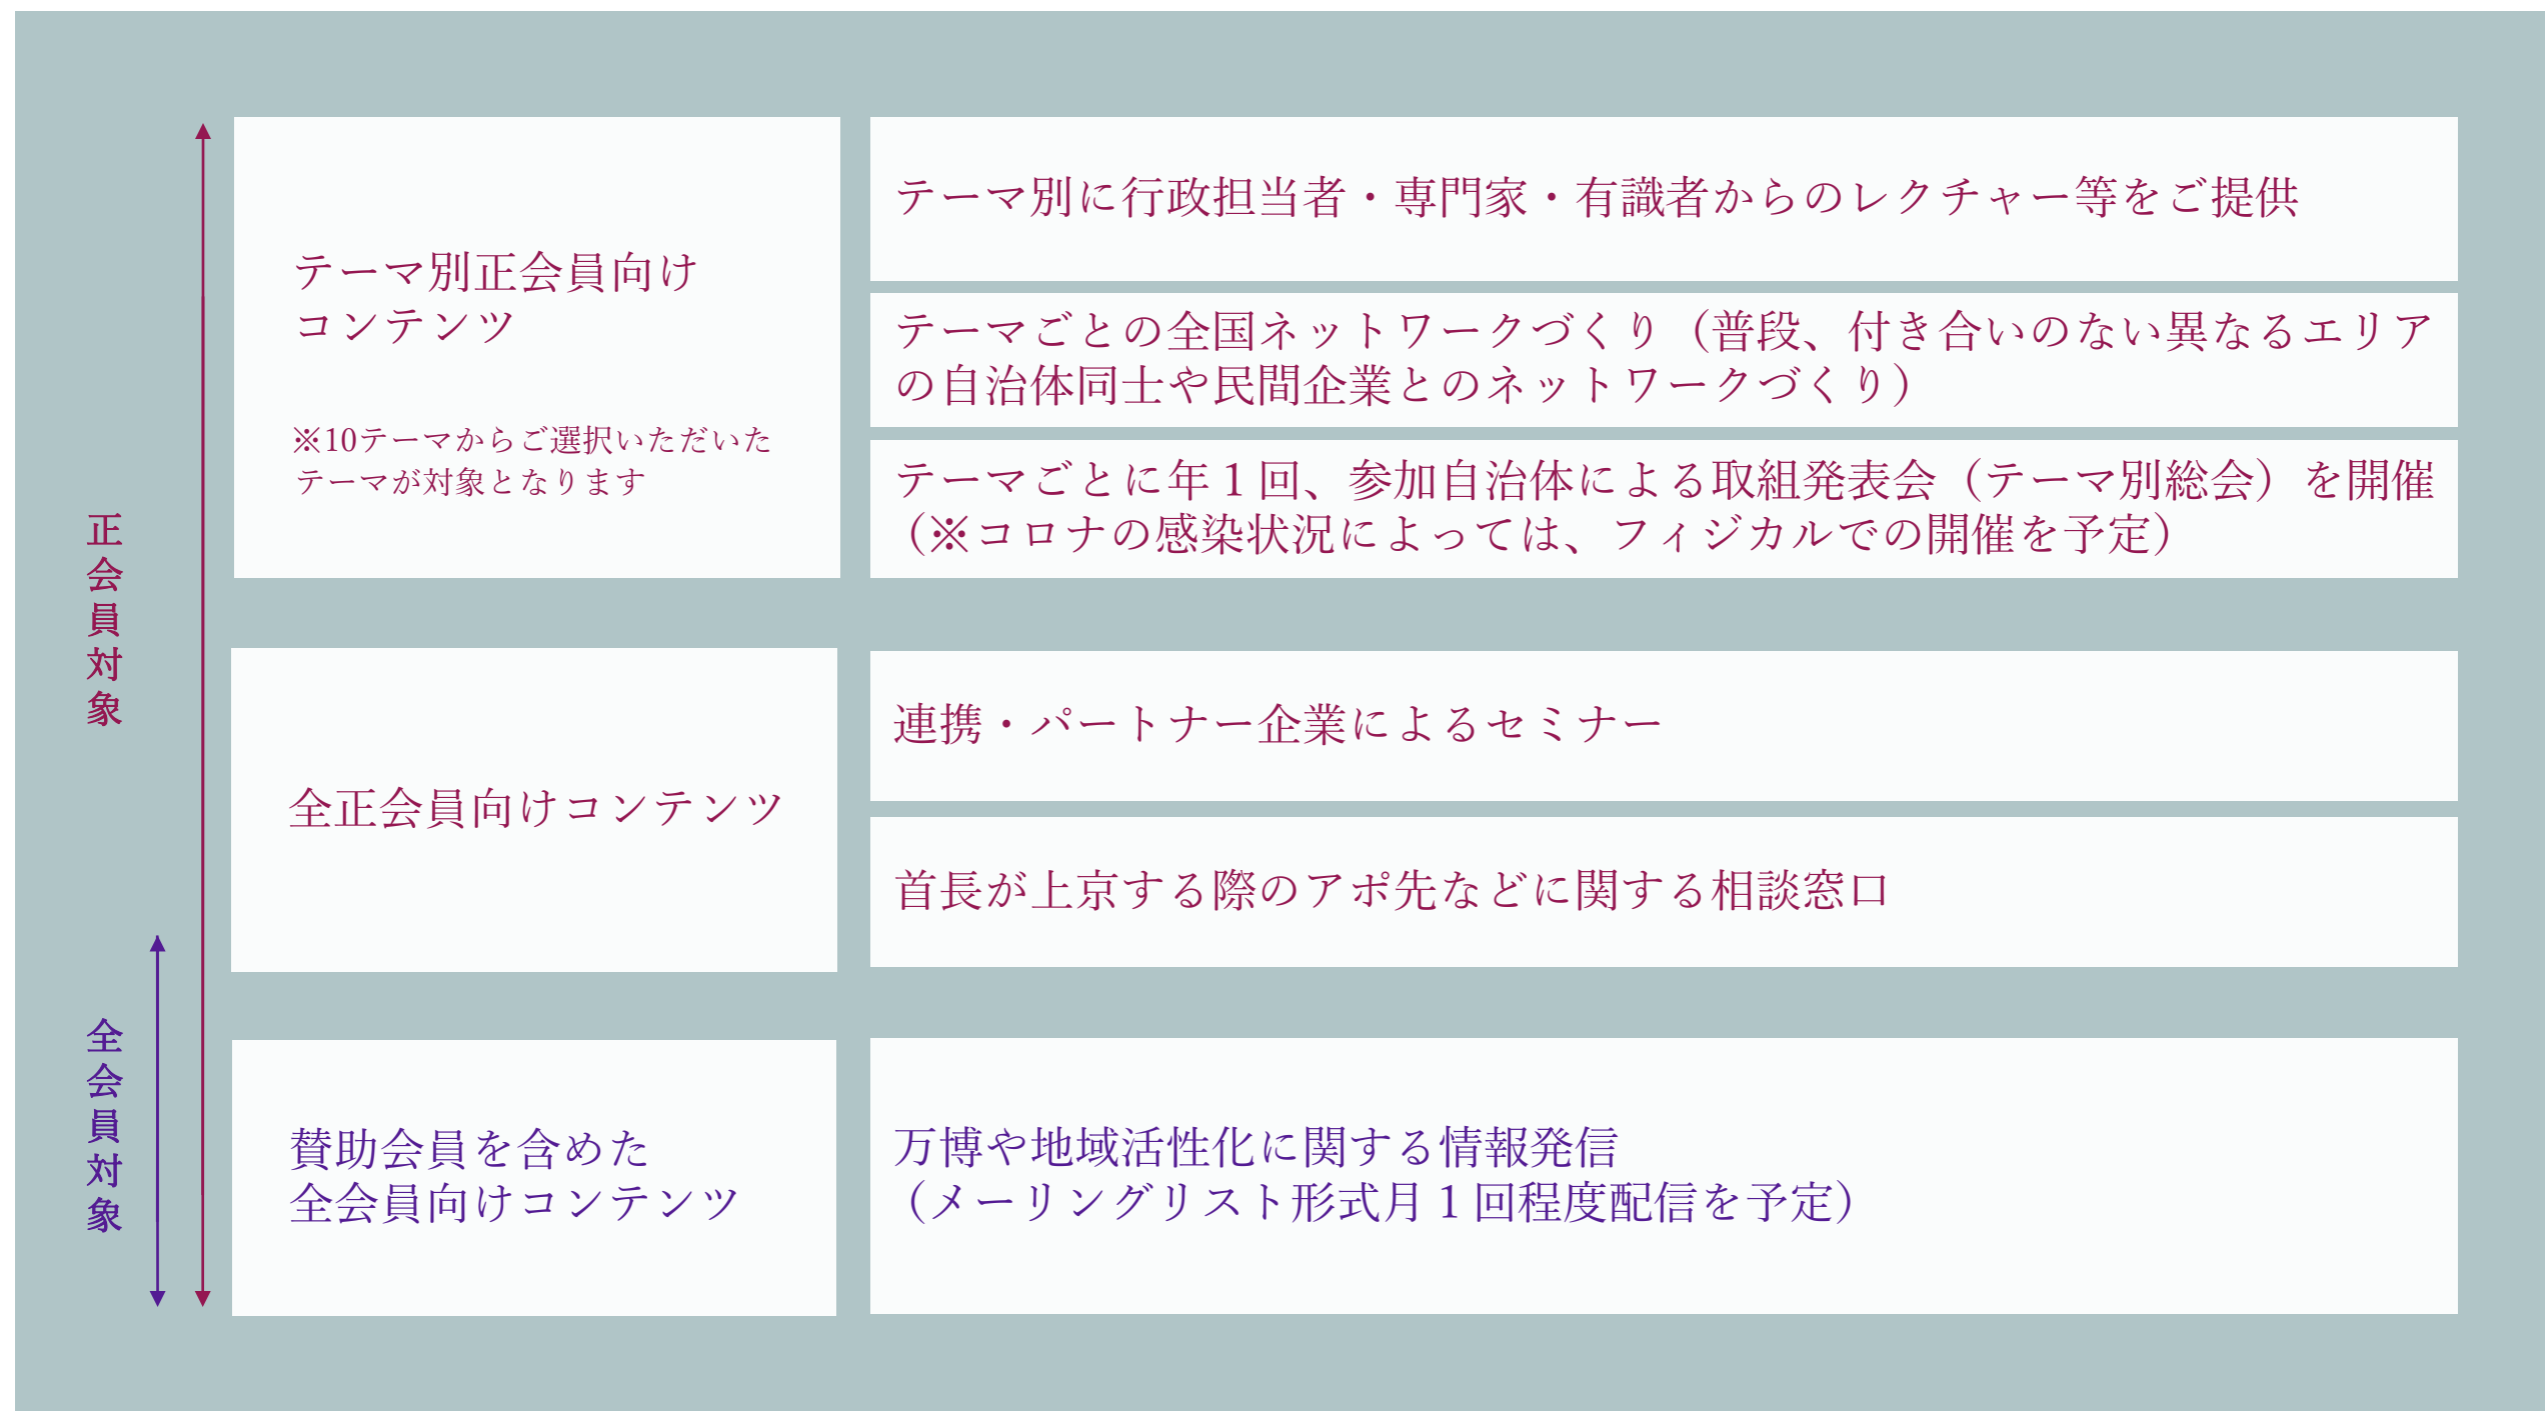 正会員対象
全会員対象
テーマ別正会員向け
コンテンツ
※10テーマからご選択いただいた
テーマが対象となります
テーマ別に行政担当者・専門家・有識者からのレクチャー等をご提供
テーマごとの全国ネットワークづくり（普段、付き合いのない異なるエリア
の自治体同士や民間企業とのネットワークづくり）
テーマごとに年１回、参加自治体による取組発表会（テーマ別総会）を開催
（※コロナの感染状況によっては、フィジカルでの開催を予定）
全正会員向けコンテンツ
連携・パートナー企業によるセミナー
首長が上京する際のアポ先などに関する相談窓口
賛助会員を含めた
全会員向けコンテンツ
万博や地域活性化に関する情報発信
（メーリングリスト形式月１回程度配信を予定）